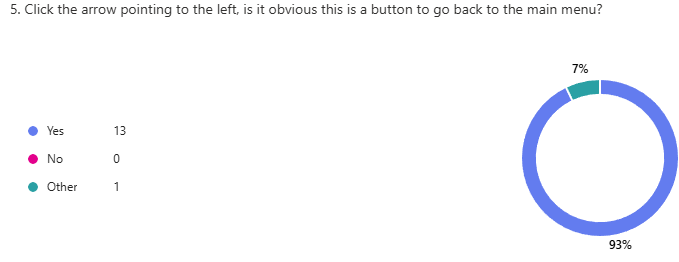 5. Click the arrow pointing to the left, is it obvious this is a button to go back to the main menu?
7%
Yes 13
No 0
Other 1
93%